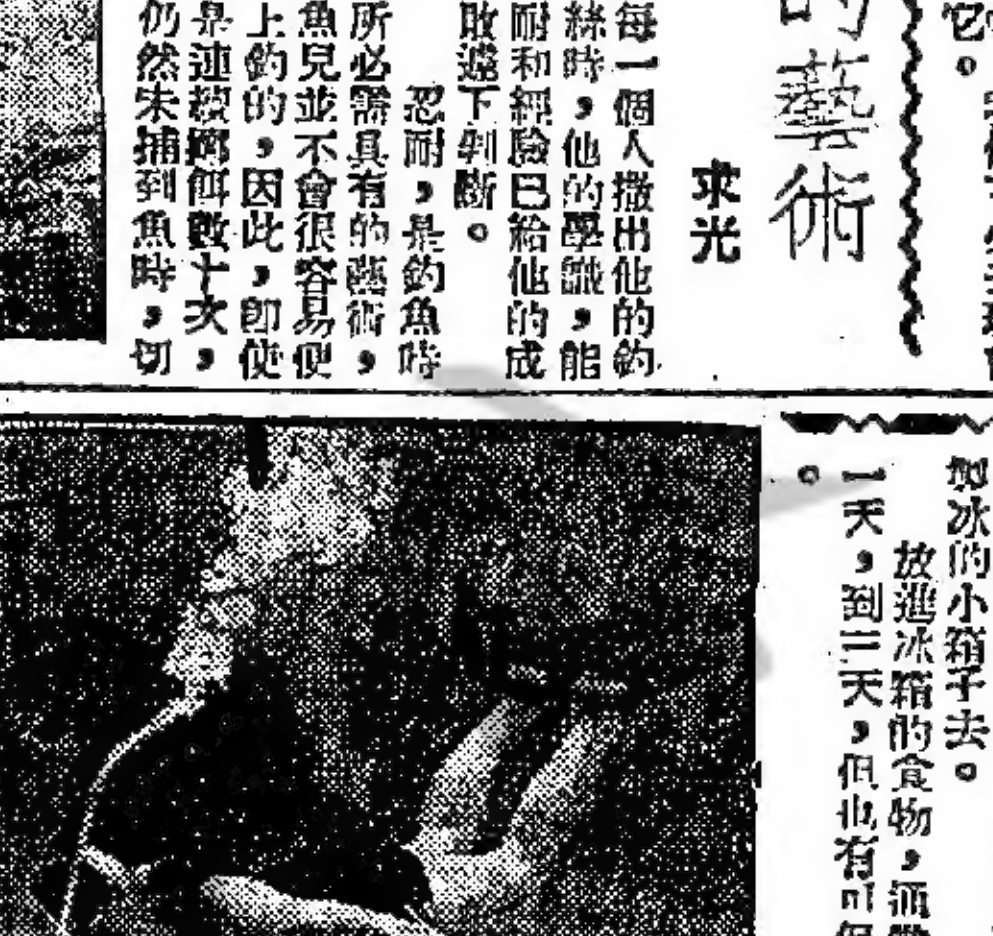 它。
的藝術
求光
每一個人撒出他的釣
絲時，他的學識，能
耐和經驗已給他的成
敗遽下判斷。
忍耐，是釣魚時
所必需具有的藝術，
魚兒並不會很容易便
上釣的，因此，卽使
是連續擲餌數十次，
仍然未捕到魚時，切
加冰的小箱子去。
放進冰箱的食物，
一天，到三天，但也有可
。